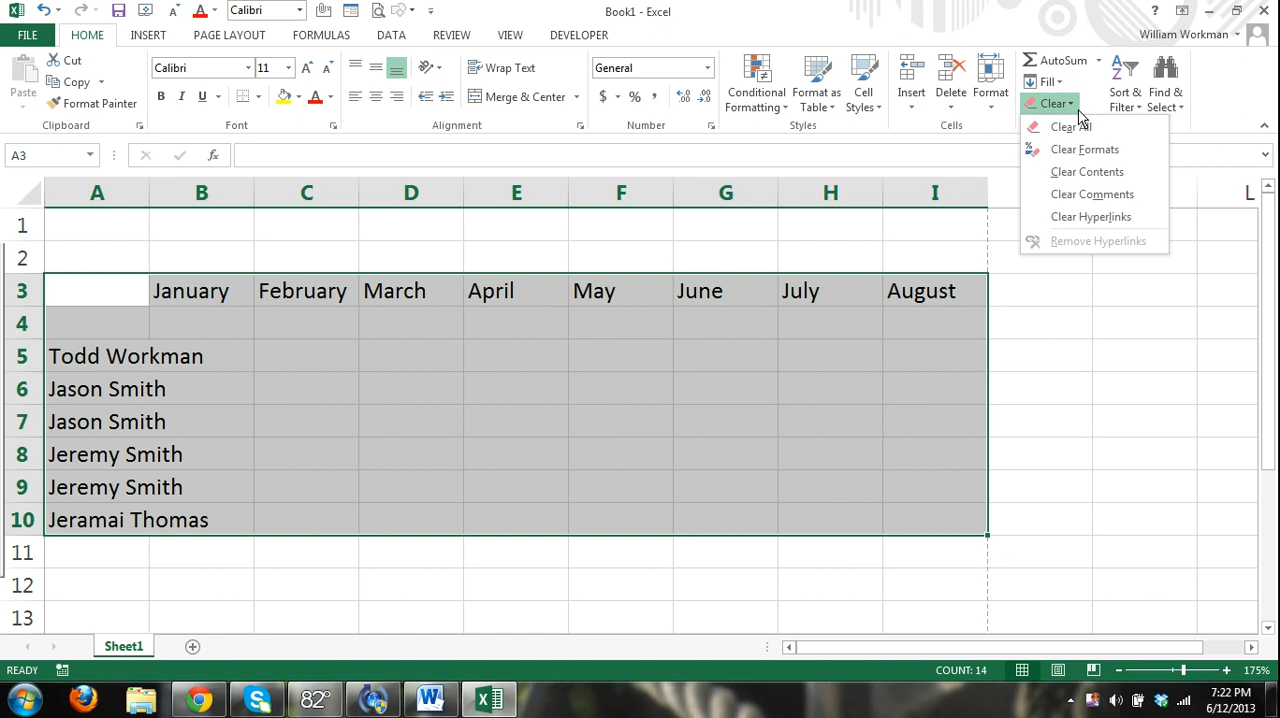 Calibri
Book1 - Excel
?
FILE HOME INSERT PAGE LAYOUT FORMULAS DATA REVIEW VIEW DEVELOPER William Workman
Paste
Cut
Copy
Format Painter
Clipboard
Calibri 11
B I U
Font
Wrap Text
Merge & Center
Alignment
General
$ % ,
Number
Conditional Formatting
Format as Table
Cell Styles
Styles
Insert
Delete
Format
Cells
AutoSum
Fill
Clear
Sort & Filter
Find & Select
Clear All
Clear Formats
Clear Contents
Clear Comments
Clear Hyperlinks
Remove Hyperlinks
A3
fx
A B C D E F G H I L
1
2
3 January February March April May June July August
4
5 Todd Workman
6 Jason Smith
7 Jason Smith
8 Jeremy Smith
9 Jeremy Smith
10 Jeramai Thomas
11
12
13
Sheet1
READY COUNT: 14 175%
82°
7:22 PM
6/12/2013